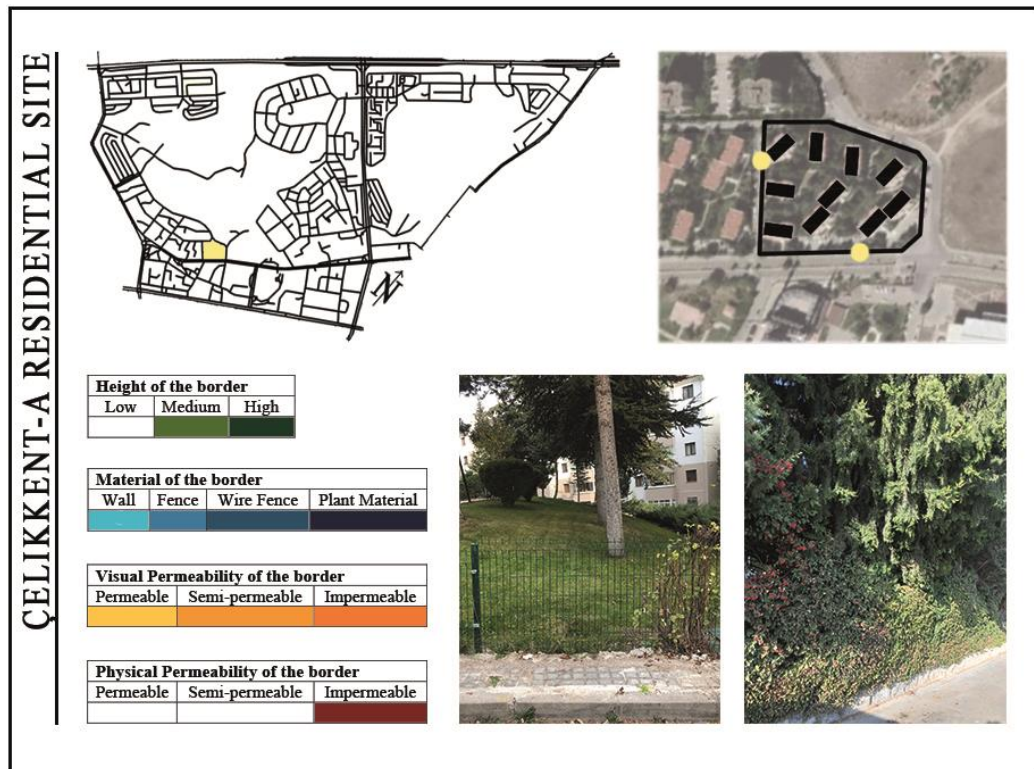 ÇELIKKENT-A RESIDENTIAL SITE
N
Height of the border
Low Medium High
Material of the border
Wall Fence Wire Fence Plant Material
Visual Permeability of the border
Permeable Semi-permeable Impermeable
Physical Permeability of the border
Permeable Semi-permeable Impermeable